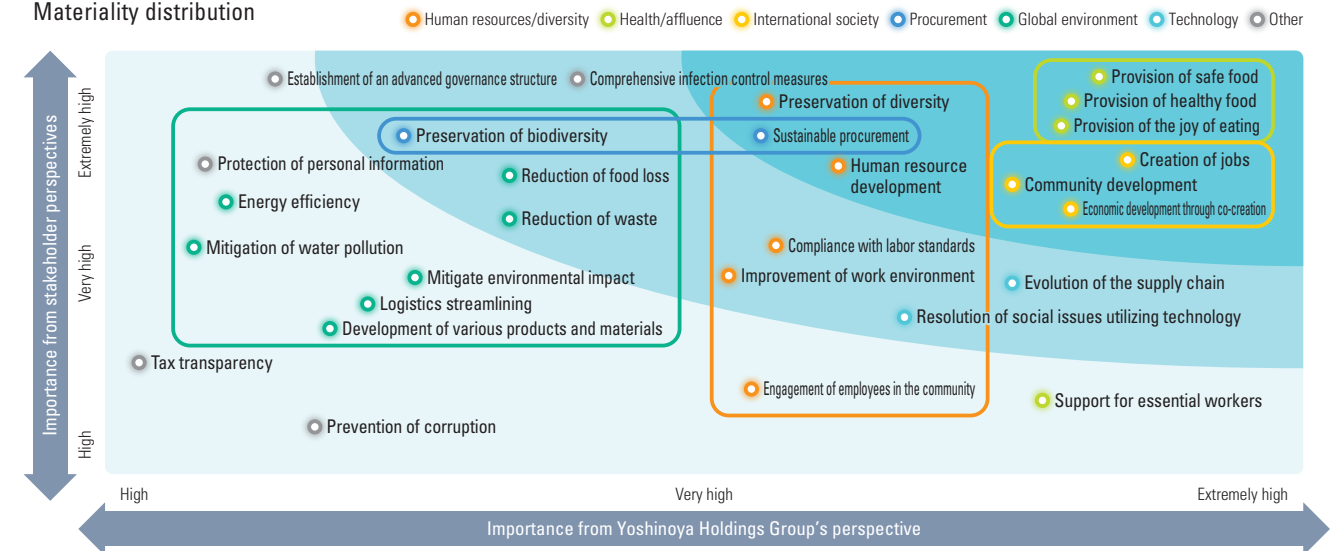 Materiality distribution
Human resources/diversity
Health/affluence
International society
Procurement
Global environment
Technology
Other
Importance from stakeholder perspectives
Extremely high
Very high
High
Establishment of an advanced governance structure
Comprehensive infection control measures
Provision of safe food
Preservation of diversity
Provision of healthy food
Provision of the joy of eating
Preservation of biodiversity
Sustainable procurement
Protection of personal information
Creation of jobs
Reduction of food loss
Human resource
development
Community development
Energy efficiency
Economic development through co-creation
Reduction of waste
Mitigation of water pollution
Compliance with labor standards
Mitigate environmental impact
Improvement of work environment
Evolution of the supply chain
Logistics streamlining
Resolution of social issues utilizing technology
Development of various products and materials
Tax transparency
Engagement of employees in the community
Support for essential workers
Prevention of corruption
High
Very high
Extremely high
Importance from Yoshinoya Holdings Group's perspective